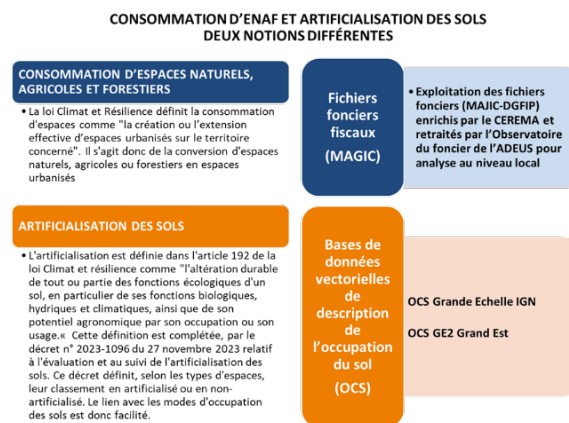 CONSOMMATION D'ENAF ET ARTIFICIALISATION DES SOLS
DEUX NOTIONS DIFFÉRENTES
CONSOMMATION D'ESPACES NATURELS,
AGRICOLES ET FORESTIERS
• La loi Climat et Résilience définit la consommation
d'espaces comme "la création ou l'extension
effective d'espaces urbanisés sur le territoire
concerné". Il s'agit donc de la conversion d'espaces
naturels, agricoles ou forestiers en espaces
urbanisés
Fichiers
fonciers
fiscaux
(MAGIC)
• Exploitation des fichiers
fonciers (MAJIC-DGFIP)
enrichis par le CEREMA et
retraités par l'Observatoire
du foncier de l'ADEUS pour
analyse au niveau local
ARTIFICIALISATION DES SOLS
• L'artificialisation est définie dans l'article 192 de la
loi Climat et résilience comme "l'altération durable
de tout ou partie des fonctions écologiques d'un
sol, en particulier de ses fonctions biologiques,
hydriques et climatiques, ainsi que de son
potentiel agronomique par son occupation ou son
usage.« Cette définition est complétée, par le
décret n° 2023-1096 du 27 novembre 2023 relatif
à l'évaluation et au suivi de l'artificialisation des
sols. Ce décret définit, selon les types d'espaces,
leur classement en artificialisé ou en non-
artificialisé. Le lien avec les modes d'occupation
des sols est donc facilité.
Bases de
données
vectorielles
de
description
de
l'occupation
du sol
(OCS)
OCS Grande Echelle IGN
OCS GE2 Grand Est